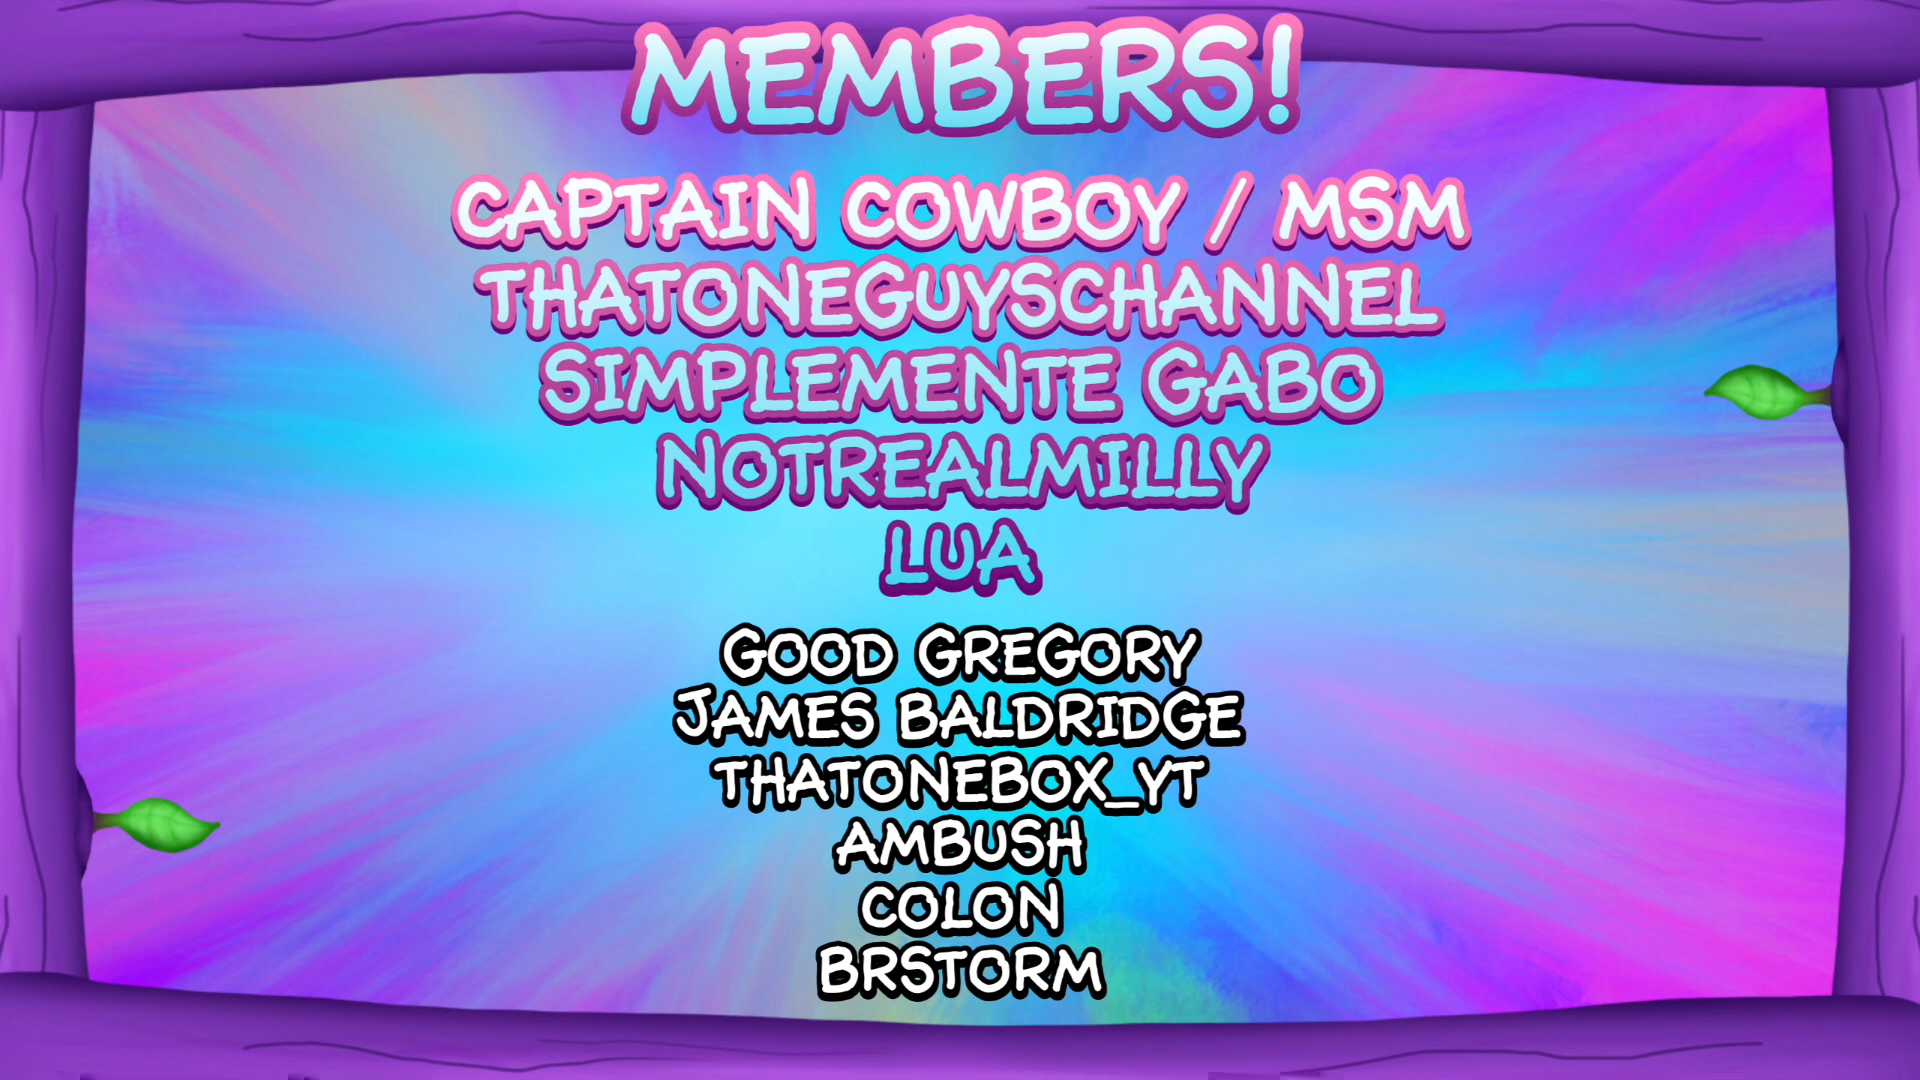 MEMBERS!
CAPTAIN COWBOY / MSM
THATONEGUYSCHANNEL
SIMPLEMENTE GABO
NOTREALMILLY
LUA
GOOD GREGORY
JAMES BALDRIDGE
THATONEBOX_YT
AMBUSH
COLON
BRSTORM